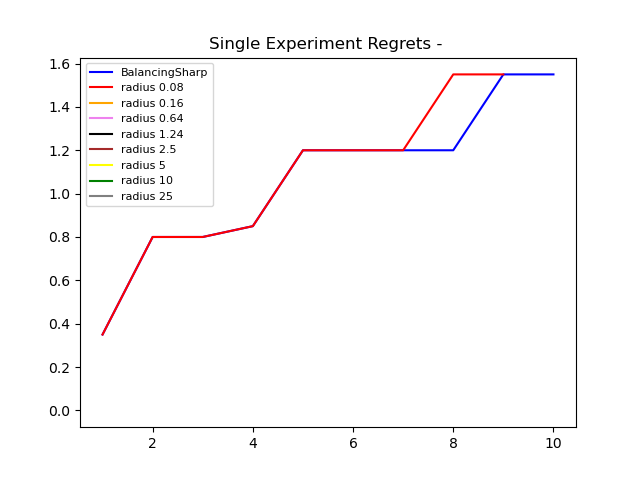 Single Experiment Regrets -
1.6
1.4
1.2
1.0
0.8
0.6
0.4
0.2
0.0
BalancingSharp
radius 0.08
radius 0.16
radius 0.64
radius 1.24
radius 2.5
radius 5
radius 10
radius 25
2 4 6 8 10